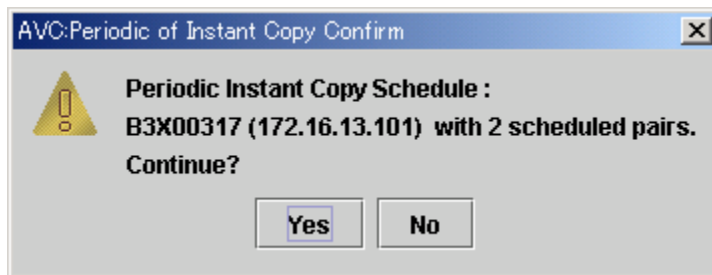 AVC:Periodic of Instant Copy Confirm
Periodic Instant Copy Schedule :
B3X00317 (172.16.13.101)  with 2 scheduled pairs.
Continue?
Yes No